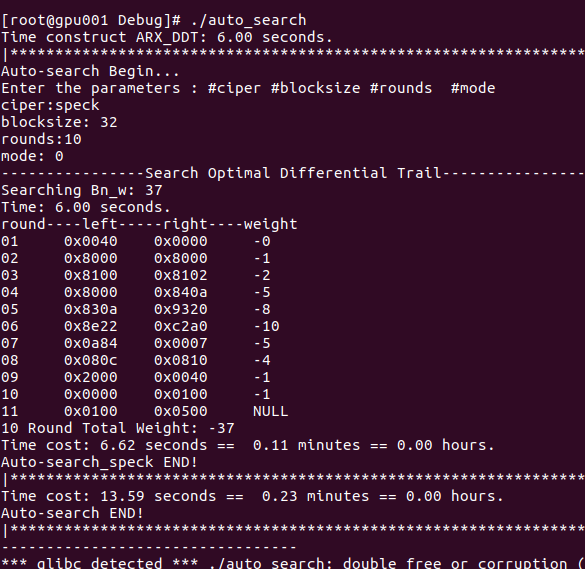 [root@gpu001 Debug]# ./auto_search
Time construct ARX_DDT: 6.00 seconds.
|****************************************************************
Auto-search Begin...
Enter the parameters : #ciper #blocksize #rounds  #mode
ciper:speck
blocksize: 32
rounds:10
mode: 0
----------------Search Optimal Differential Trail----------------
Searching Bn_w: 37
Time: 6.00 seconds.
round----left-----right----weight
01     0x0040    0x0000     -0
02     0x8000    0x8000     -1
03     0x8100    0x8102     -2
04     0x8000    0x840a     -5
05     0x830a    0x9320     -8
06     0x8e22    0xc2a0     -10
07     0x0a84    0x0007     -5
08     0x080c    0x0810     -4
09     0x2000    0x0040     -1
10     0x0000    0x0100     -1
11     0x0100    0x0500     NULL
10 Round Total Weight: -37
Time cost: 6.62 seconds ==  0.11 minutes == 0.00 hours.
Auto-search_speck END!
|****************************************************************
Time cost: 13.59 seconds ==  0.23 minutes == 0.00 hours.
Auto-search END!
|****************************************************************
---------------------------------
*** glibc detected *** ./auto_search: double free or corruption (